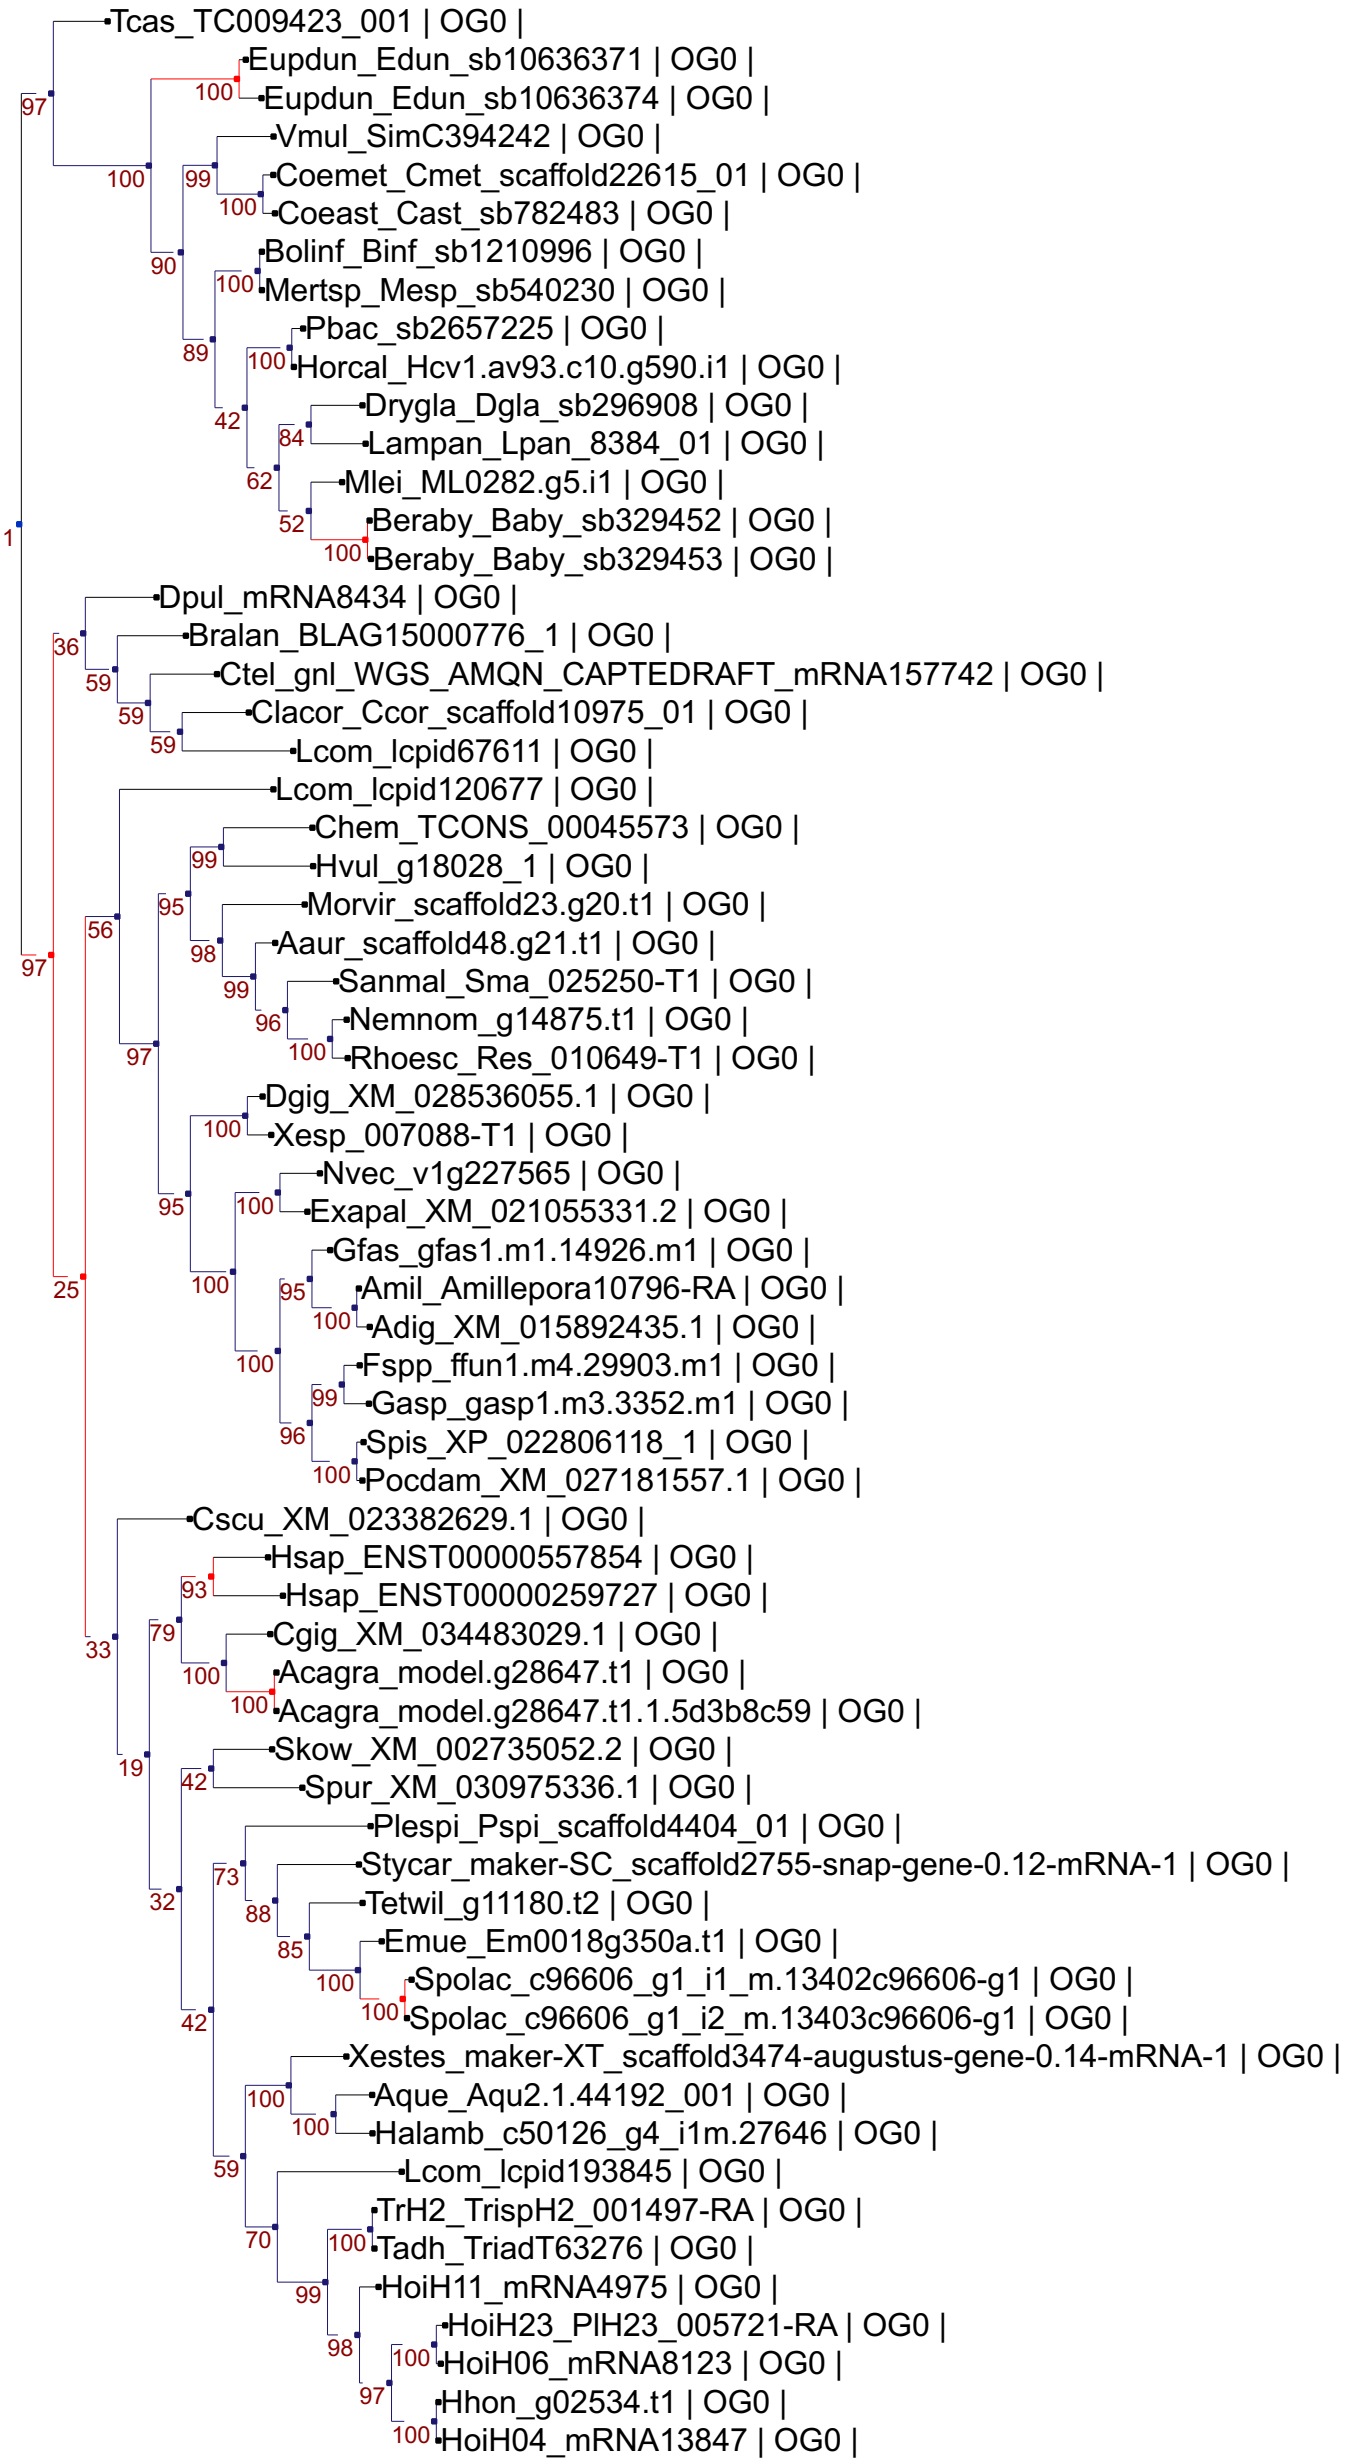 Tcas_TC009423_001 | OG0 |
Eupdun_Edun_sb10636371 | OG0 |
100
Eupdun_Edun_sb10636374 | OG0 |
97
Vmul_SimC394242 | OG0 |
100
99
Coemet_Cmet_scaffold22615_01 | OG0 |
100
Coeast_Cast_sb782483 | OG0 |
Bolinf_Binf_sb1210996 | OG0 |
90
100
Mertsp_Mesp_sb540230 | OG0 |
Pbac_sb2657225 | OG0 |
89
100
Horcal_Hcv1.av93.c10.g590.i1 | OG0 |
Drygla_Dgla_sb296908 | OG0 |
42
84
Lampan_Lpan_8384_01 | OG0 |
62
Mlei_ML0282.g5.i1 | OG0 |
52
Beraby_Baby_sb329452 | OG0 |
1
100
Beraby_Baby_sb329453 | OG0 |
Dpul_mRNA8434 | OG0 |
36
Bralan_BLAG15000776_1 | OG0 |
59
Ctel_gnl_WGS_AMQN_CAPTEDRAFT_mRNA157742 | OG0 |
59
Clacor_Ccor_scaffold10975_01 | OG0 |
59
Lcom_lcpid67611 | OG0 |
Lcom_lcpid120677 | OG0 |
Chem_TCONS_00045573 | OG0 |
99
Hvul_g18028_1 | OG0 |
95
Morvir_scaffold23.g20.t1 | OG0 |
56
98
Aaur_scaffold48.g21.t1 | OG0 |
97
99
Sanmal_Sma_025250-T1 | OG0 |
96
Nemnom_g14875.t1 | OG0 |
97
100
Rhoesc_Res_010649-T1 | OG0 |
Dgig_XM_028536055.1 | OG0 |
100
Xesp_007088-T1 | OG0 |
Nvec_v1g227565 | OG0 |
95
100
Exapal_XM_021055331.2 | OG0 |
Gfas_gfas1.m1.14926.m1 | OG0 |
25
100
95
Amil_Amillepora10796-RA | OG0 |
100
Adig_XM_015892435.1 | OG0 |
100
Fspp_ffun1.m4.29903.m1 | OG0 |
99
Gasp_gasp1.m3.3352.m1 | OG0 |
96
Spis_XP_022806118_1 | OG0 |
100
Pocdam_XM_027181557.1 | OG0 |
Cscu_XM_023382629.1 | OG0 |
Hsap_ENST00000557854 | OG0 |
93
Hsap_ENST00000259727 | OG0 |
79
Cgig_XM_034483029.1 | OG0 |
33
100
Acagra_model.g28647.t1 | OG0 |
100
Acagra_model.g28647.t1.1.5d3b8c59 | OG0 |
Skow_XM_002735052.2 | OG0 |
19
42
Spur_XM_030975336.1 | OG0 |
Plespi_Pspi_scaffold4404_01 | OG0 |
73
Stycar_maker-SC_scaffold2755-snap-gene-0.12-mRNA-1 | OG0 |
32
88
Tetwil_g11180.t2 | OG0 |
85
Emue_Em0018g350a.t1 | OG0 |
100
Spolac_c96606_g1_i1_m.13402c96606-g1 | OG0 |
42
100
Spolac_c96606_g1_i2_m.13403c96606-g1 | OG0 |
Xestes_maker-XT_scaffold3474-augustus-gene-0.14-mRNA-1 | OG0 |
100
Aque_Aqu2.1.44192_001 | OG0 |
100
Halamb_c50126_g4_i1m.27646 | OG0 |
59
Lcom_lcpid193845 | OG0 |
TrH2_TrispH2_001497-RA | OG0 |
70
100
Tadh_TriadT63276 | OG0 |
99
HoiH11_mRNA4975 | OG0 |
HoiH23_PlH23_005721-RA | OG0 |
98
100
HoiH06_mRNA8123 | OG0 |
97
Hhon_g02534.t1 | OG0 |
100
HoiH04_mRNA13847 | OG0 |